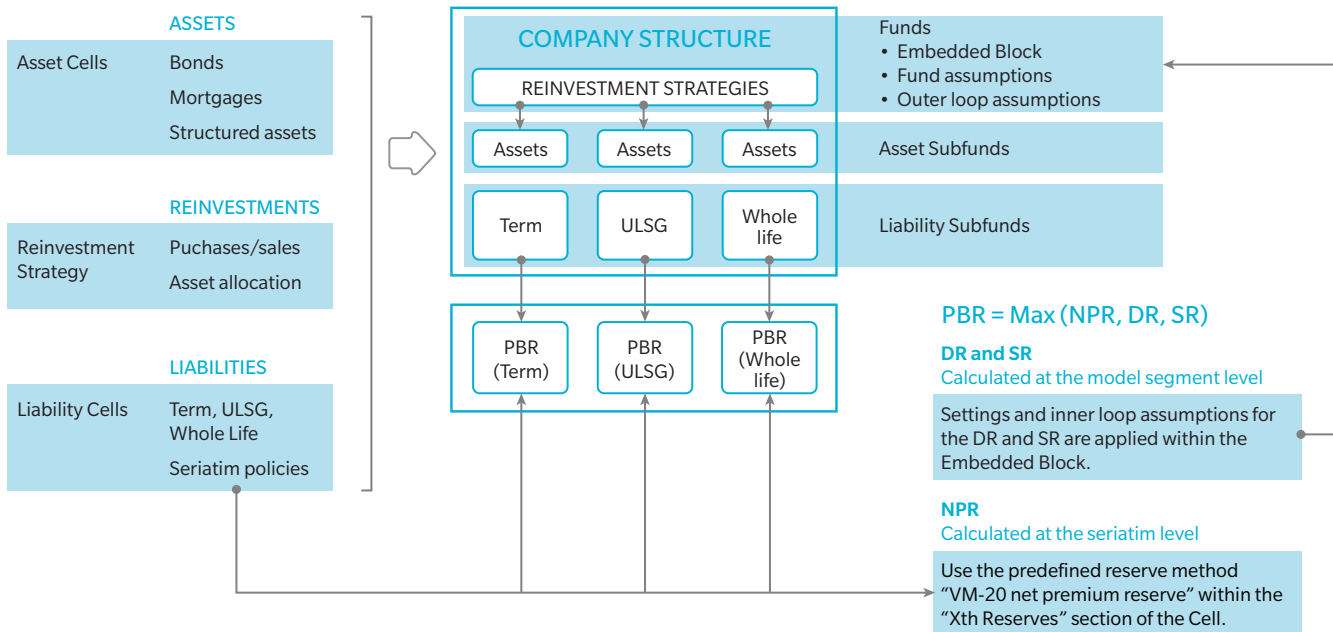 ASSETS
Asset Cells
Bonds
Mortgages
Structured assets
REINVESTMENTS
Reinvestment
Strategy
Puchases/sales
Asset allocation
LIABILITIES
Liability Cells
Term, ULSG,
Whole Life
Seriatim policies
COMPANY STRUCTURE
REINVESTMENT STRATEGIES
Assets
Assets
Assets
Term
ULSG
Whole
life
Funds
• Embedded Block
• Fund assumptions
• Outer loop assumptions
Asset Subfunds
Liability Subfunds
PBR
(Term)
PBR
(ULSG)
PBR
(Whole
life)
PBR = Max (NPR, DR, SR)
DR and SR
Calculated at the model segment level
Settings and inner loop assumptions for
the DR and SR are applied within the
Embedded Block.
NPR
Calculated at the seriatim level
Use the predefined reserve method
“VM-20 net premium reserve” within the
“Xth Reserves” section of the Cell.